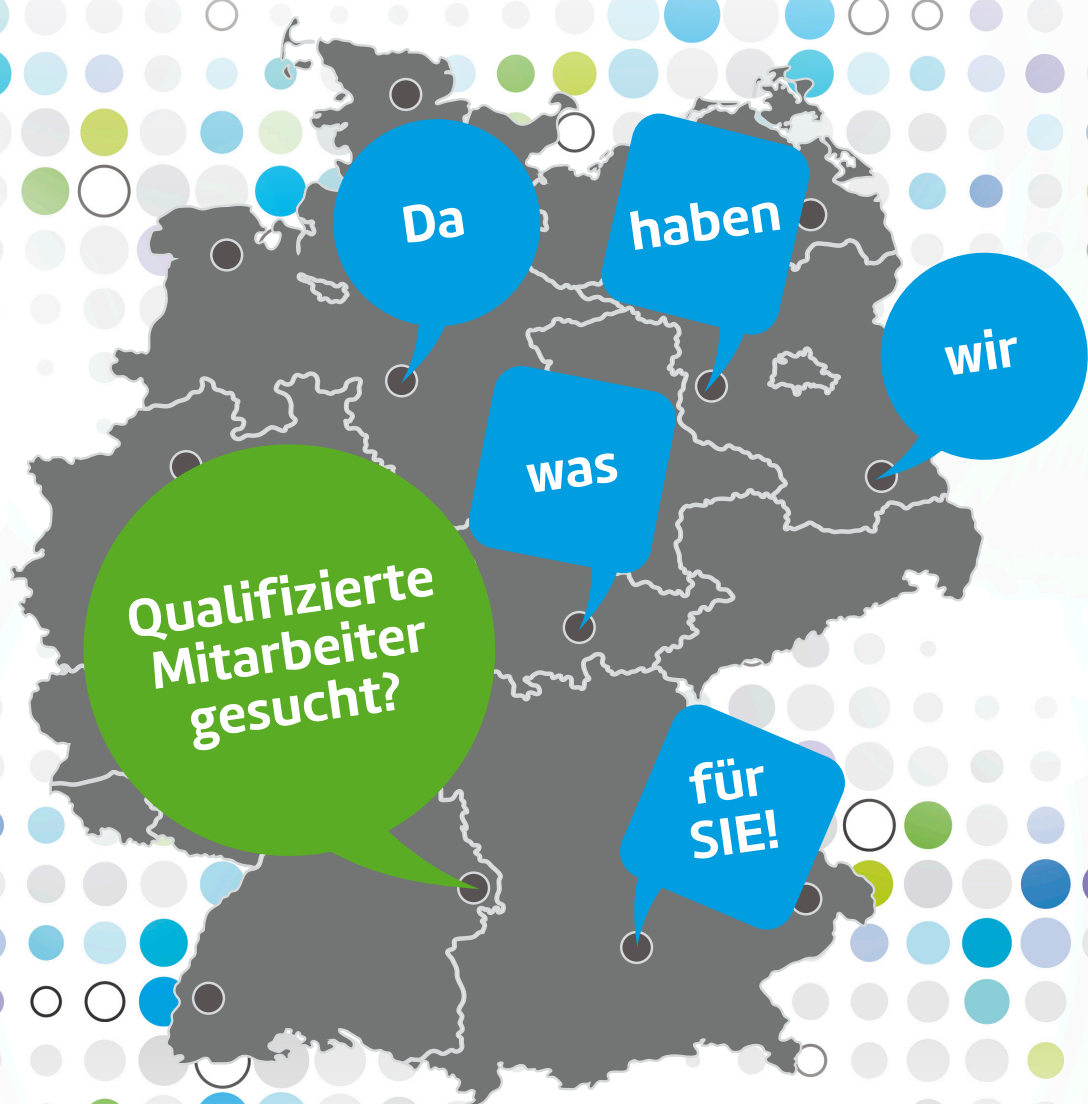 Qualifizierte
Mitarbeiter
gesucht?
Da
haben
wir
was
für
SIE!